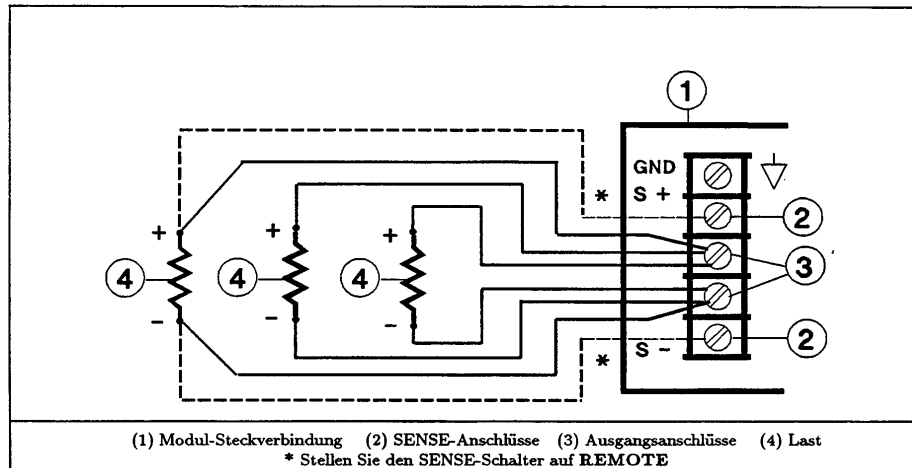 1
GND
* S +
2
+ + +
3
4 4 4
- - -
2
* S -
(1) Modul-Steckverbindung (2) SENSE-Anschlüsse (3) Ausgangsanschlüsse (4) Last
* Stellen Sie den SENSE-Schalter auf REMOTE